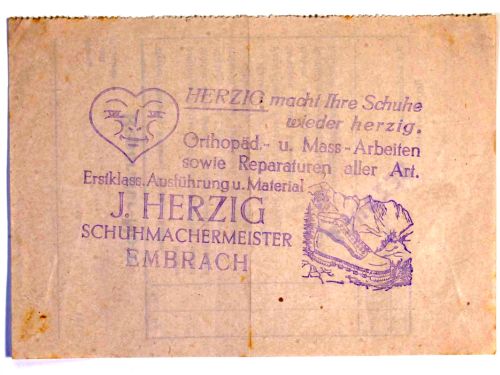 HERZIG macht Ihre Schuhe
wieder herzig.
Orthopäd.- u. Mass-Arbeiten
sowie Reparaturen aller Art.
Erstklass. Ausführung u. Material
J. HERZIG
SCHUHMACHERMEISTER
EMBRACH